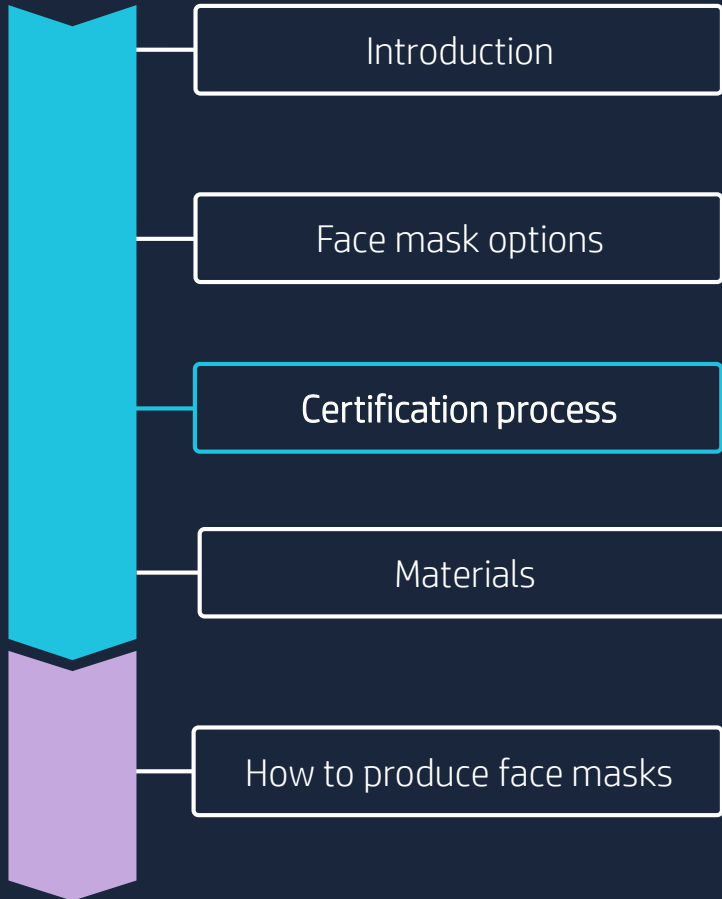 Introduction
Face mask options
Certification process
Materials
How to produce face masks